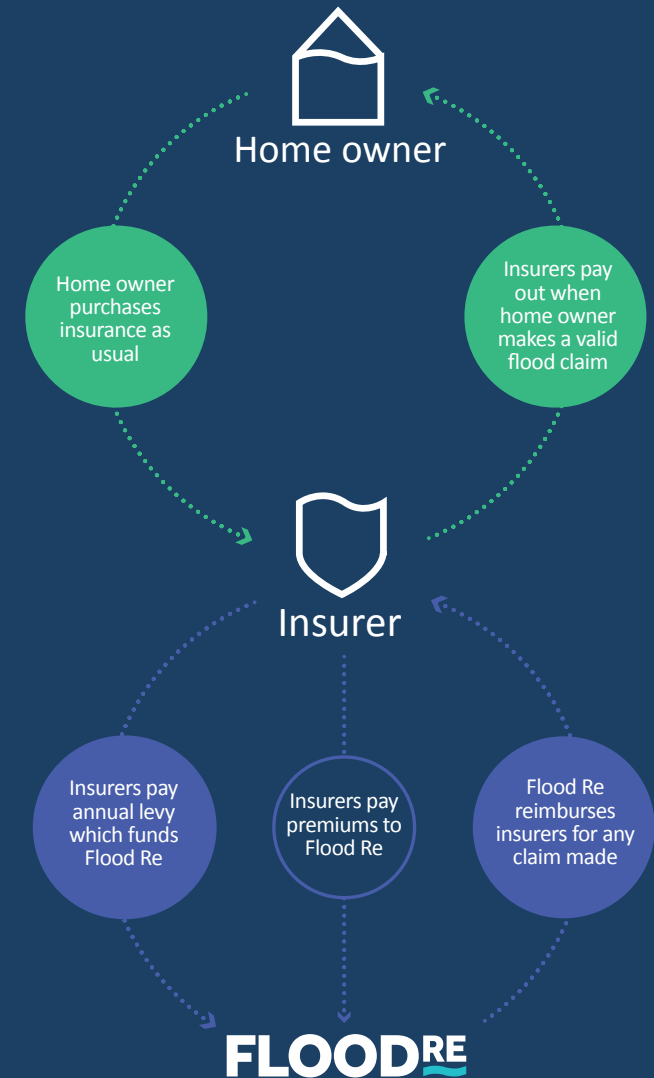 Home owner
Home owner
purchases
insurance as
usual
Insurers pay
out when
home owner
makes a valid
flood claim
Insurer
Insurers pay
annual levy
which funds
Flood Re
Insurers pay
premiums to
Flood Re
Flood Re
reimburses
insurers for any
claim made
FLOODRE